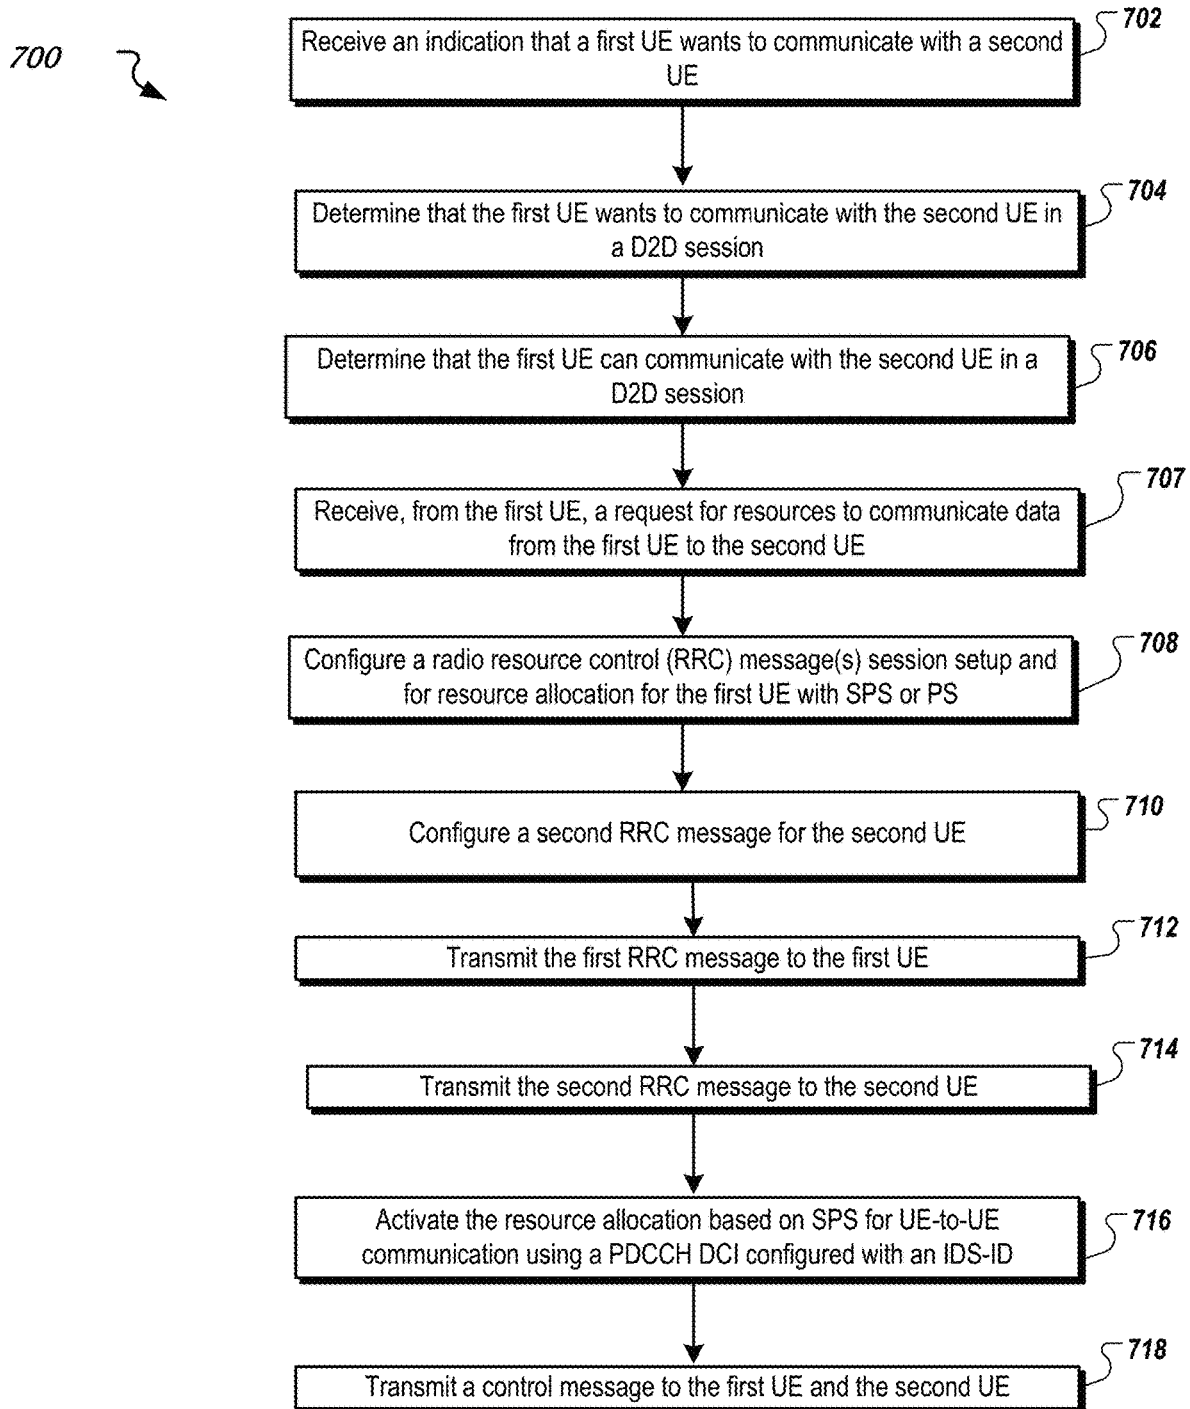 700
Receive an indication that a first UE wants to communicate with a second
UE
702
Determine that the first UE wants to communicate with the second UE in
a D2D session
704
Determine that the first UE can communicate with the second UE in a
D2D session
706
Receive, from the first UE, a request for resources to communicate data
from the first UE to the second UE
707
Configure a radio resource control (RRC) message(s) session setup and
for resource allocation for the first UE with SPS or PS
708
Configure a second RRC message for the second UE
710
Transmit the first RRC message to the first UE
712
Transmit the second RRC message to the second UE
714
Activate the resource allocation based on SPS for UE-to-UE
communication using a PDCCH DCI configured with an IDS-ID
716
Transmit a control message to the first UE and the second UE
718